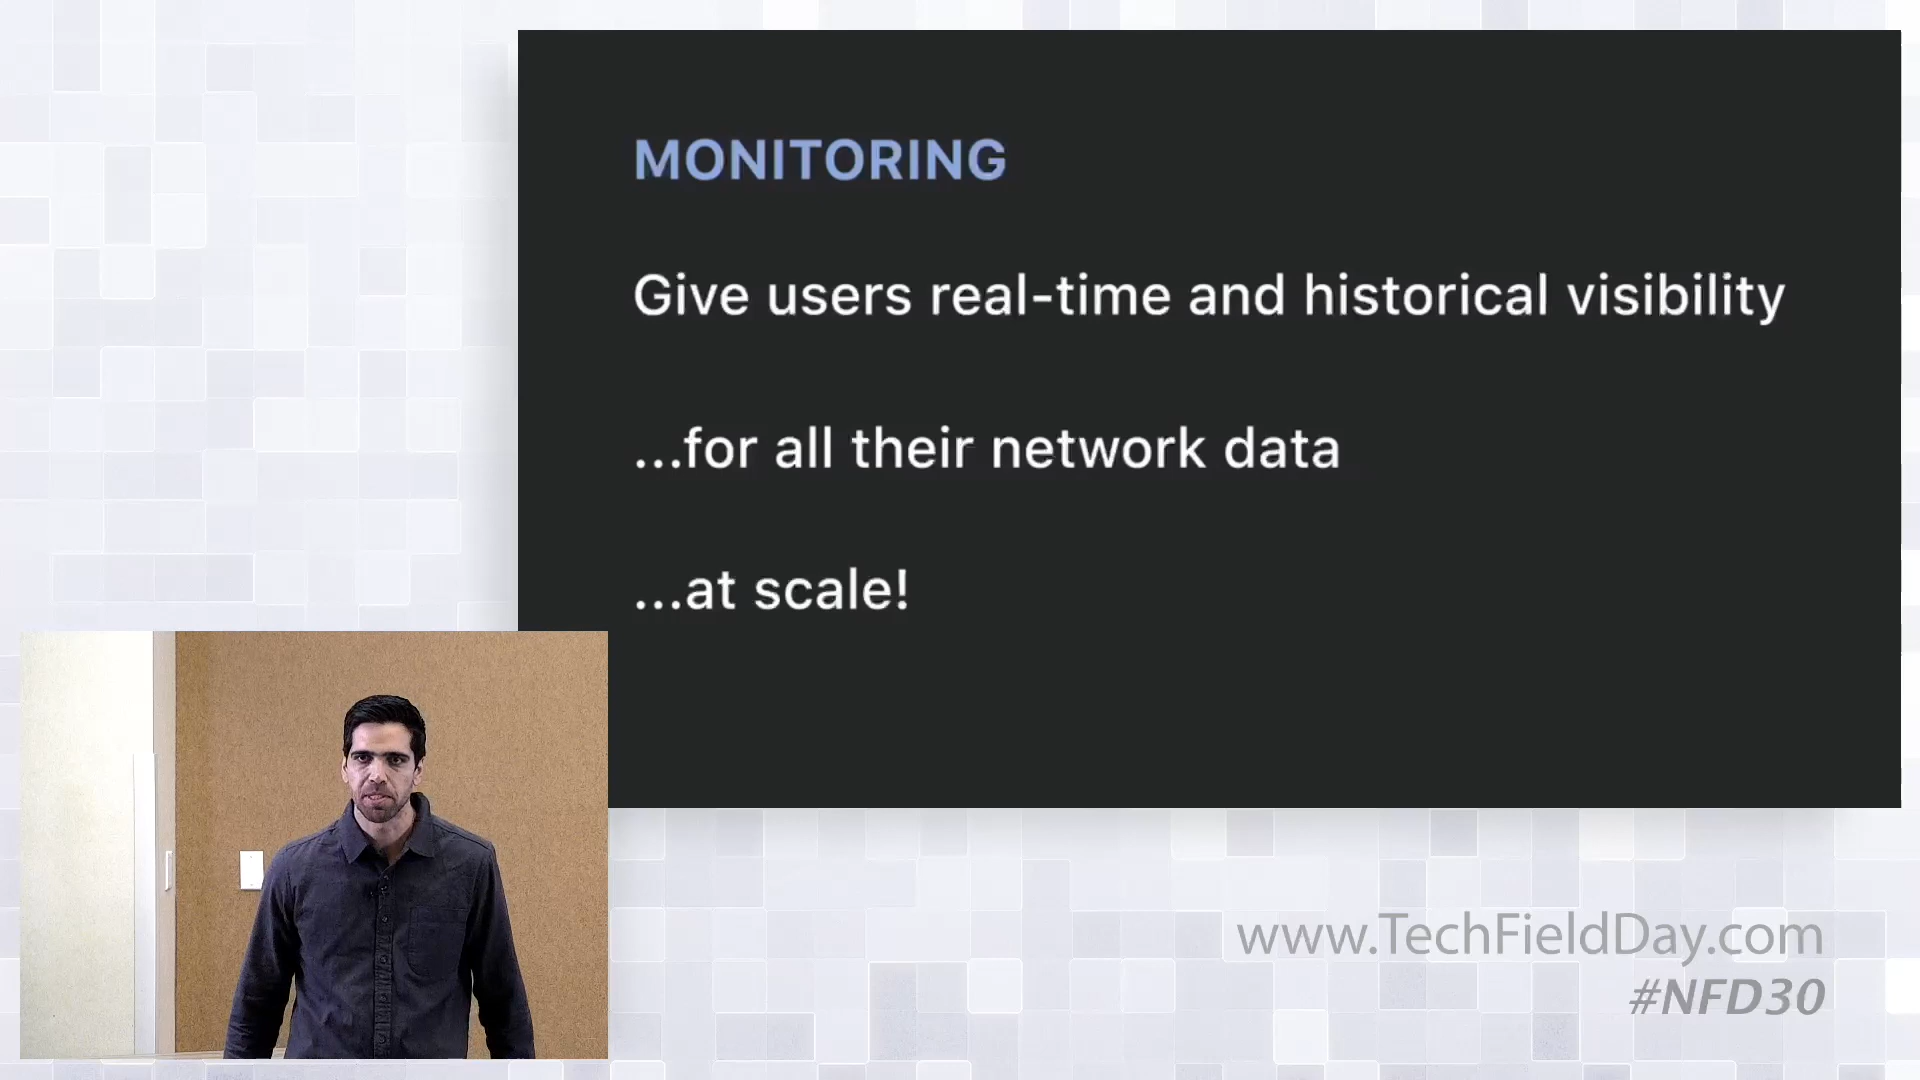 MONITORING
Give users real-time and historical visibility
...for all their network data
...at scale!
www.TechFieldDay.com
#NFD30